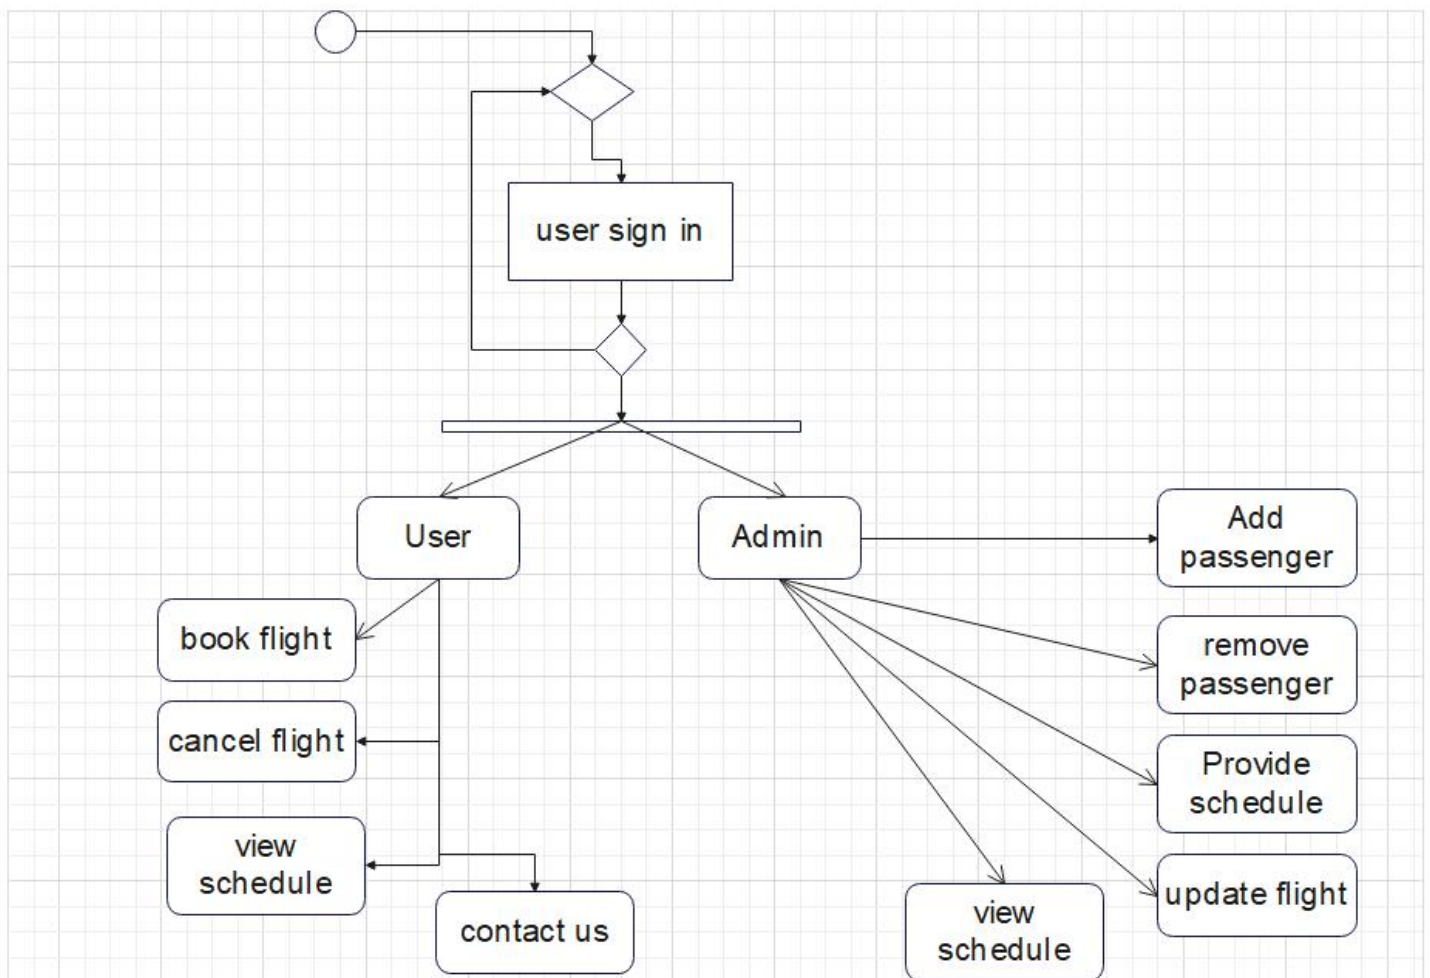 user sign in
User
Admin
Add
passenger
book flight
remove
passenger
cancel flight
Provide
schedule
view
schedule
update flight
contact us
view
schedule